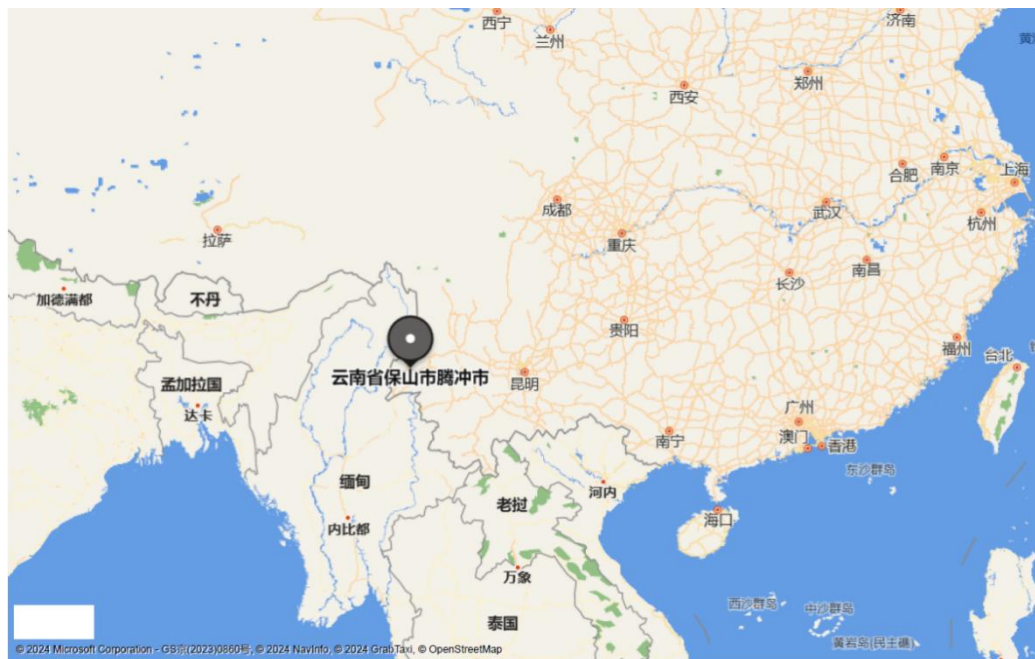 西宁
兰州
济南
郑州
西安
南京
合肥
上海
成都
武汉
杭州
拉萨
重庆
南昌
长沙
加德满都
不丹
贵阳
福州
台北
云南省保山市腾冲市
昆明
孟加拉国
达卡
广州
南宁
澳门
香港
东沙群岛
缅甸
河内
老挝
内比都
海口
万象
西沙群岛
中沙群岛
泰国
黄岩岛(民主礁)
© 2024 Microsoft Corporation - GS京(2023)0860号, © 2024 NavInfo, © 2024 GrabTaxi, © OpenStreetMap